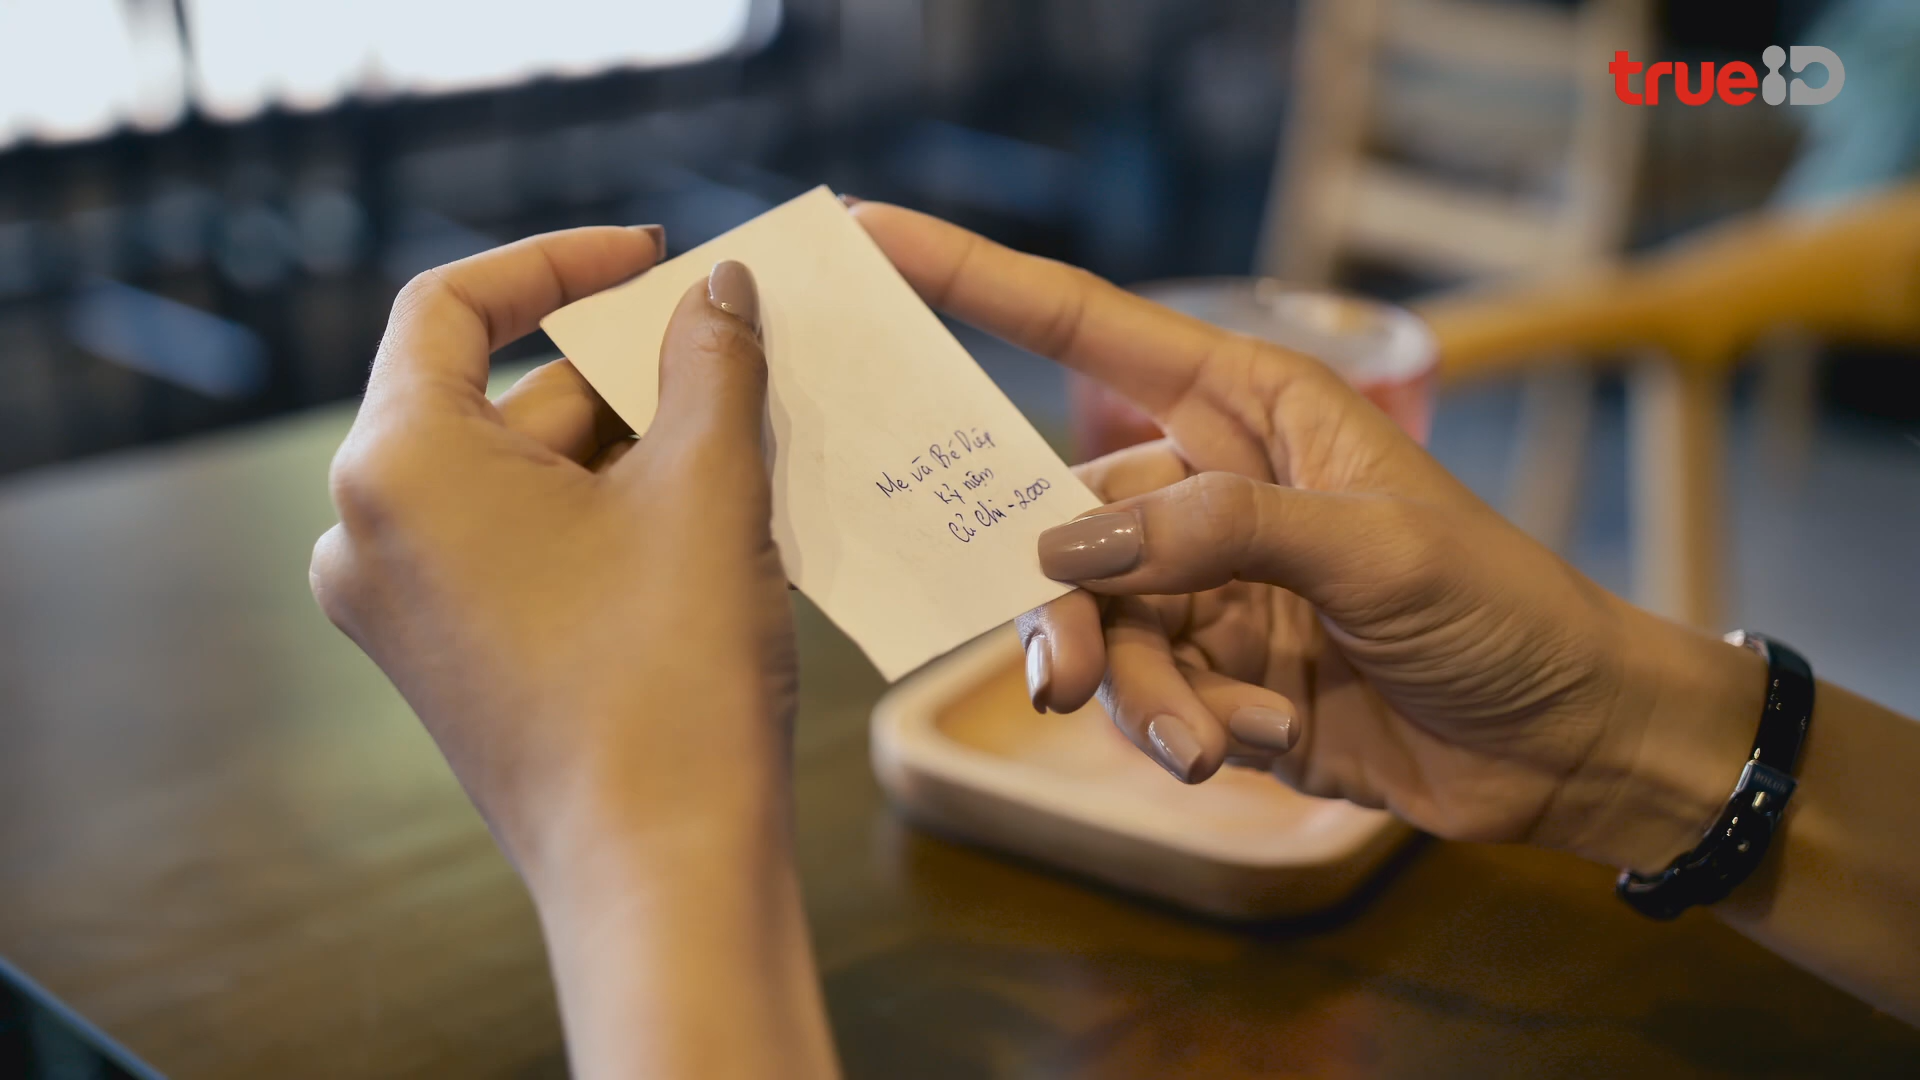 trueID
Mẹ và Bé Diệp
Kỷ niệm
Củ Chi - 2000